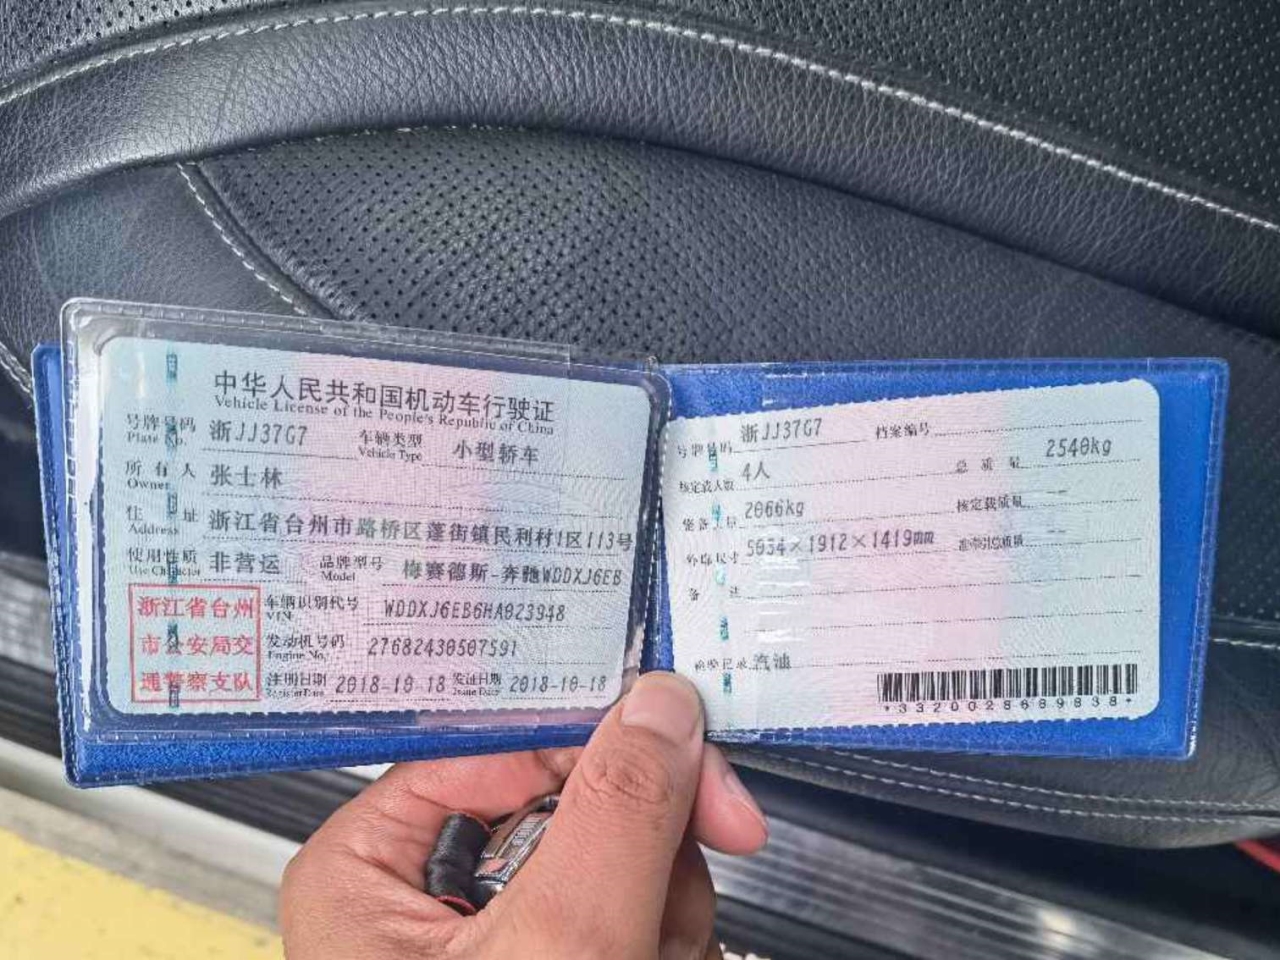 中华人民共和国机动车行驶证
Vehicle License of the People's Republic of China
号牌号码 浙JJ37G7 车辆类型 小型轿车
Plate No. Vehicle Type
所有人 张士林
Owner
住址 浙江省台州市路桥区蓬街镇民利村1区113号
Address
使用性质 非营运 品牌型号 梅赛德斯-奔驰WDDXJ6EB
Use Character Model
浙江省台州
市公安局交
通警察支队
车辆识别代号 WDDXJ6EB6HA023948
VIN
发动机号码 27682430507591
Engine No.
注册日期 2018-10-18 发证日期 2018-10-18
Register Date Issue Date
号牌号码 浙JJ37G7 档案编号
核定载人数 4人 总质量 2540kg
整备质量 2066kg 核定载质量 --
外廓尺寸 5034×1912×1419mm 准牵引总质量 --
备注
检验记录 汽油
*3320028689838*